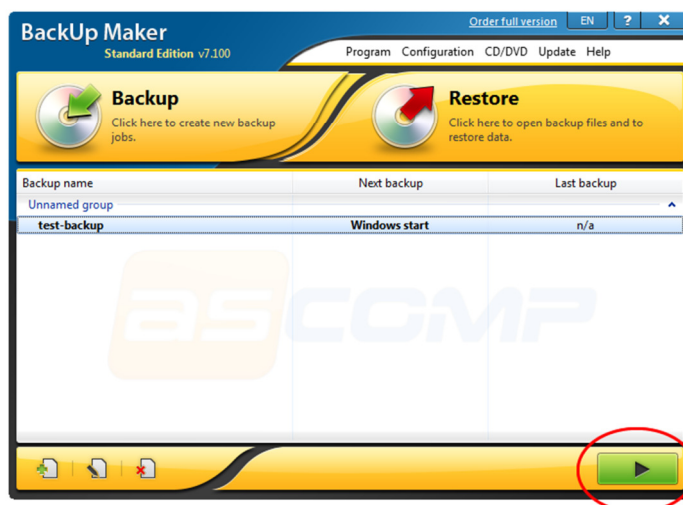 Order full version EN ? X
BackUp Maker
Standard Edition v7.100
Program Configuration CD/DVD Update Help
Backup
Click here to create new backup
jobs.
Restore
Click here to open backup files and to
restore data.
Backup name Next backup Last backup
Unnamed group
test-backup Windows start n/a
ascomp